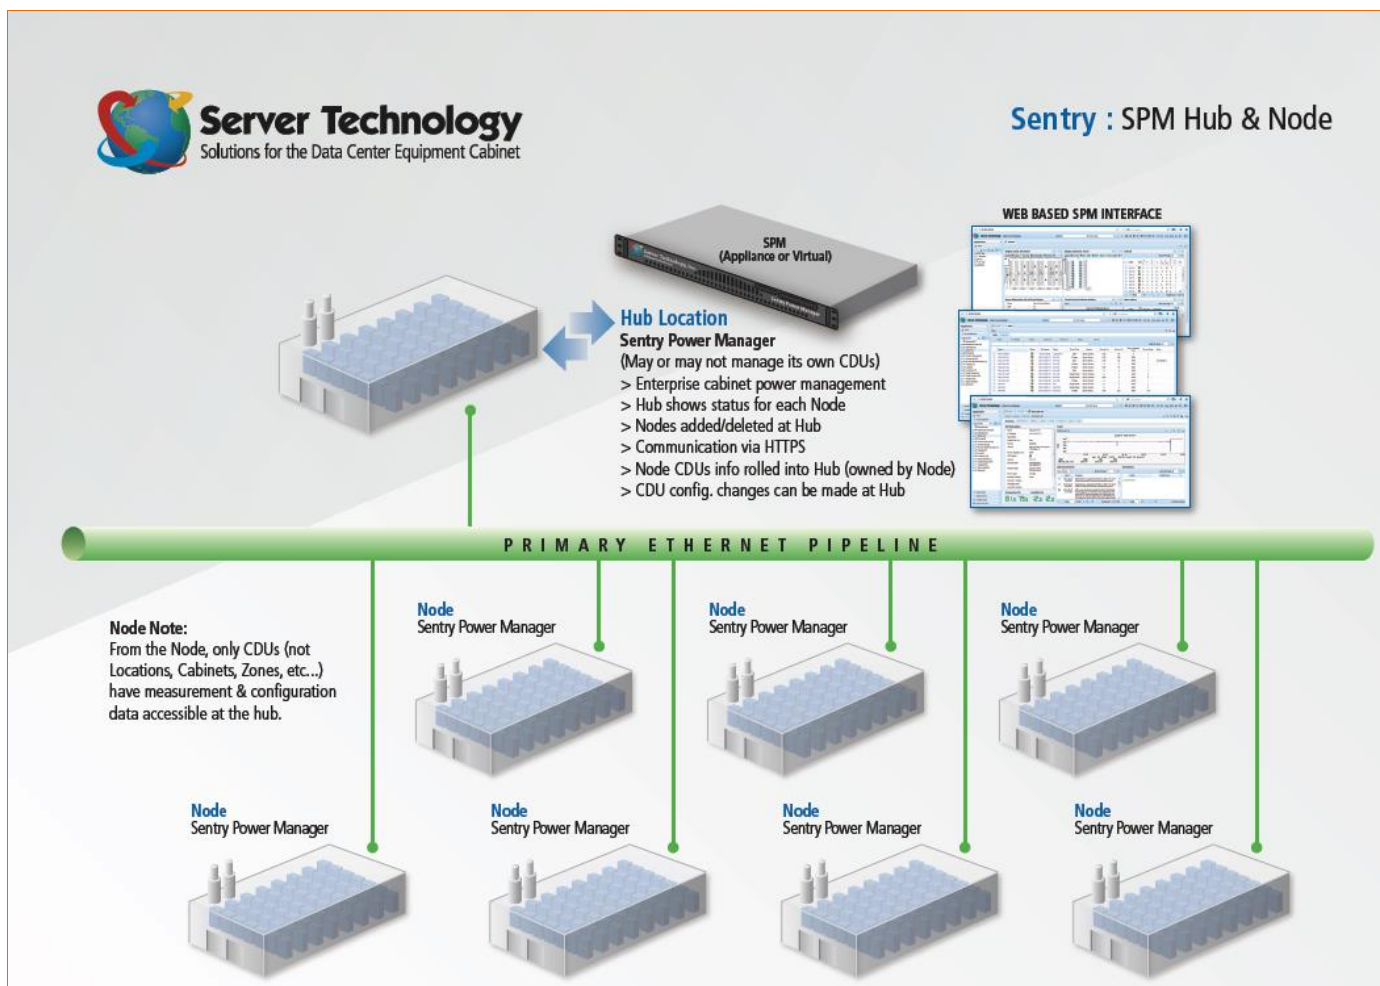 Server Technology
Solutions for the Data Center Equipment Cabinet
Sentry : SPM Hub & Node
WEB BASED SPM INTERFACE
SPM
(Appliance or Virtual)
Server Technology
Sentry Power Manager
Hub Location
Sentry Power Manager
(May or may not manage its own CDUs)
> Enterprise cabinet power management
> Hub shows status for each Node
> Nodes added/deleted at Hub
> Communication via HTTPS
> Node CDUs info rolled into Hub (owned by Node)
> CDU config. changes can be made at Hub
PRIMARY ETHERNET PIPELINE
Node Note:
From the Node, only CDUs (not
Locations, Cabinets, Zones, etc...)
have measurement & configuration
data accessible at the hub.
Node
Sentry Power Manager
Node
Sentry Power Manager
Node
Sentry Power Manager
Node
Sentry Power Manager
Node
Sentry Power Manager
Node
Sentry Power Manager
Node
Sentry Power Manager